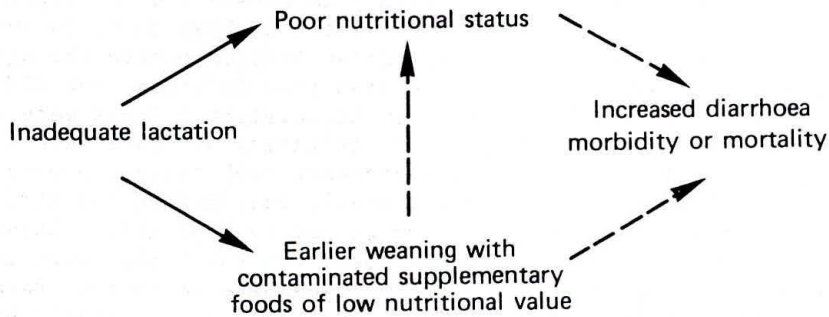 Poor nutritional status
Inadequate lactation
Increased diarrhoea
morbidity or mortality
Earlier weaning with
contaminated supplementary
foods of low nutritional value